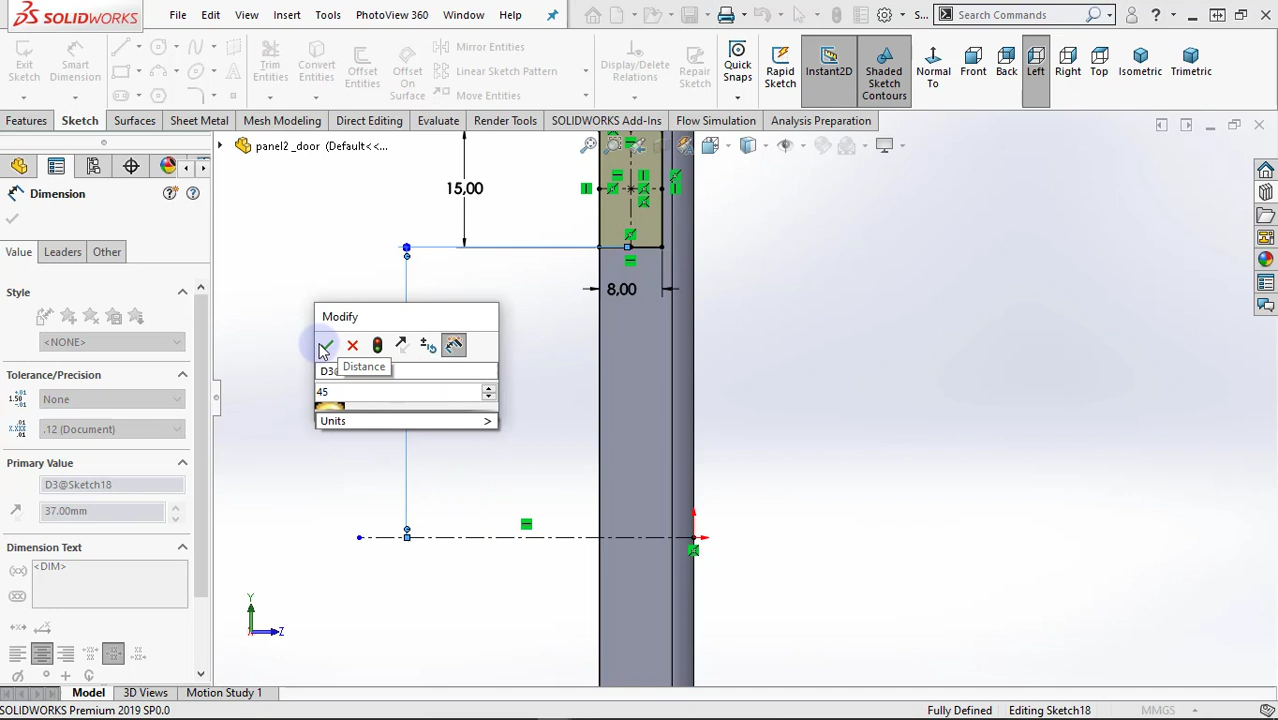 SOLIDWORKS File Edit View Insert Tools PhotoView 360 Window Help S... Search Commands ?
Exit Sketch
Smart Dimension
Trim Entities
Convert Entities
Offset Entities
Offset On Surface
Mirror Entities
Linear Sketch Pattern
Move Entities
Display/Delete Relations
Repair Sketch
Quick Snaps
Rapid Sketch
Instant2D
Shaded Sketch Contours
Normal To
Front
Back
Left
Right
Top
Isometric
Trimetric
Features Sketch Surfaces Sheet Metal Mesh Modeling Direct Editing Evaluate Render Tools SOLIDWORKS Add-Ins Flow Simulation Analysis Preparation
panel2 _door (Default<<...
Dimension
Value Leaders Other
Style
<NONE>
Tolerance/Precision
None
.12 (Document)
Primary Value
D3@Sketch18
37.00mm
Dimension Text
<DIM>
15,00
8,00
Modify
Distance
D3@
45
Units >
Y
Z
Model 3D Views Motion Study 1
SOLIDWORKS Premium 2019 SP0.0 Fully Defined Editing Sketch18 MMGS